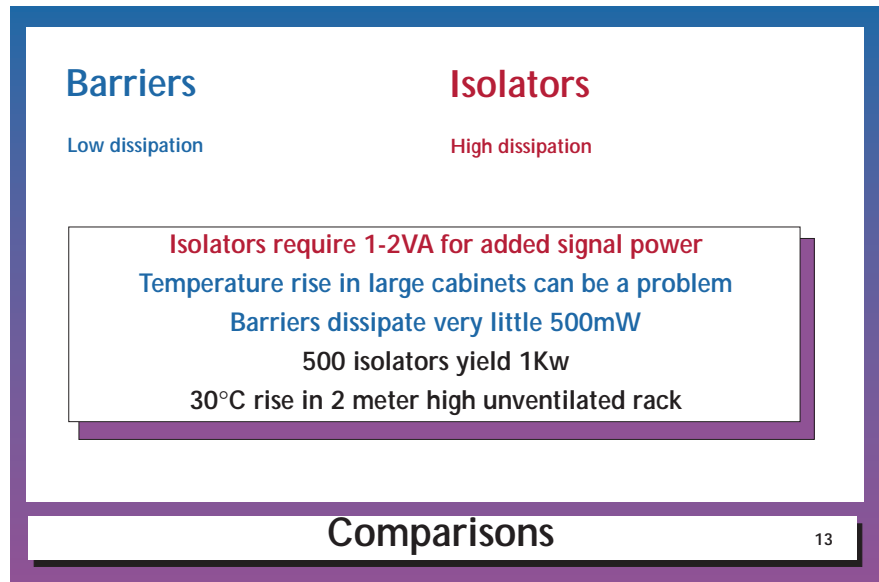 Barriers
Isolators
Low dissipation
High dissipation
Isolators require 1-2VA for added signal power
Temperature rise in large cabinets can be a problem
Barriers dissipate very little 500mW
500 isolators yield 1Kw
30°C rise in 2 meter high unventilated rack
Comparisons
13